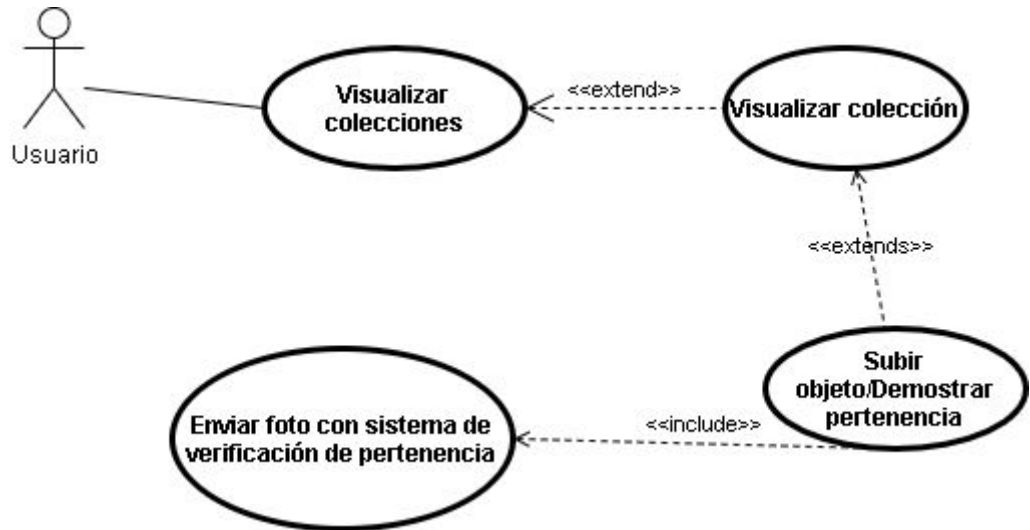 Visualizar
colecciones
<<extend>>
Visualizar colección
Usuario
<<extends>>
Subir
objeto/Demostrar
pertenencia
Enviar foto con sistema de
verificación de pertenencia
<<include>>